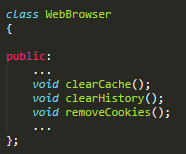 class WebBrowser
{
public:
...
void clearCache();
void clearHistory();
void removeCookies();
...
};